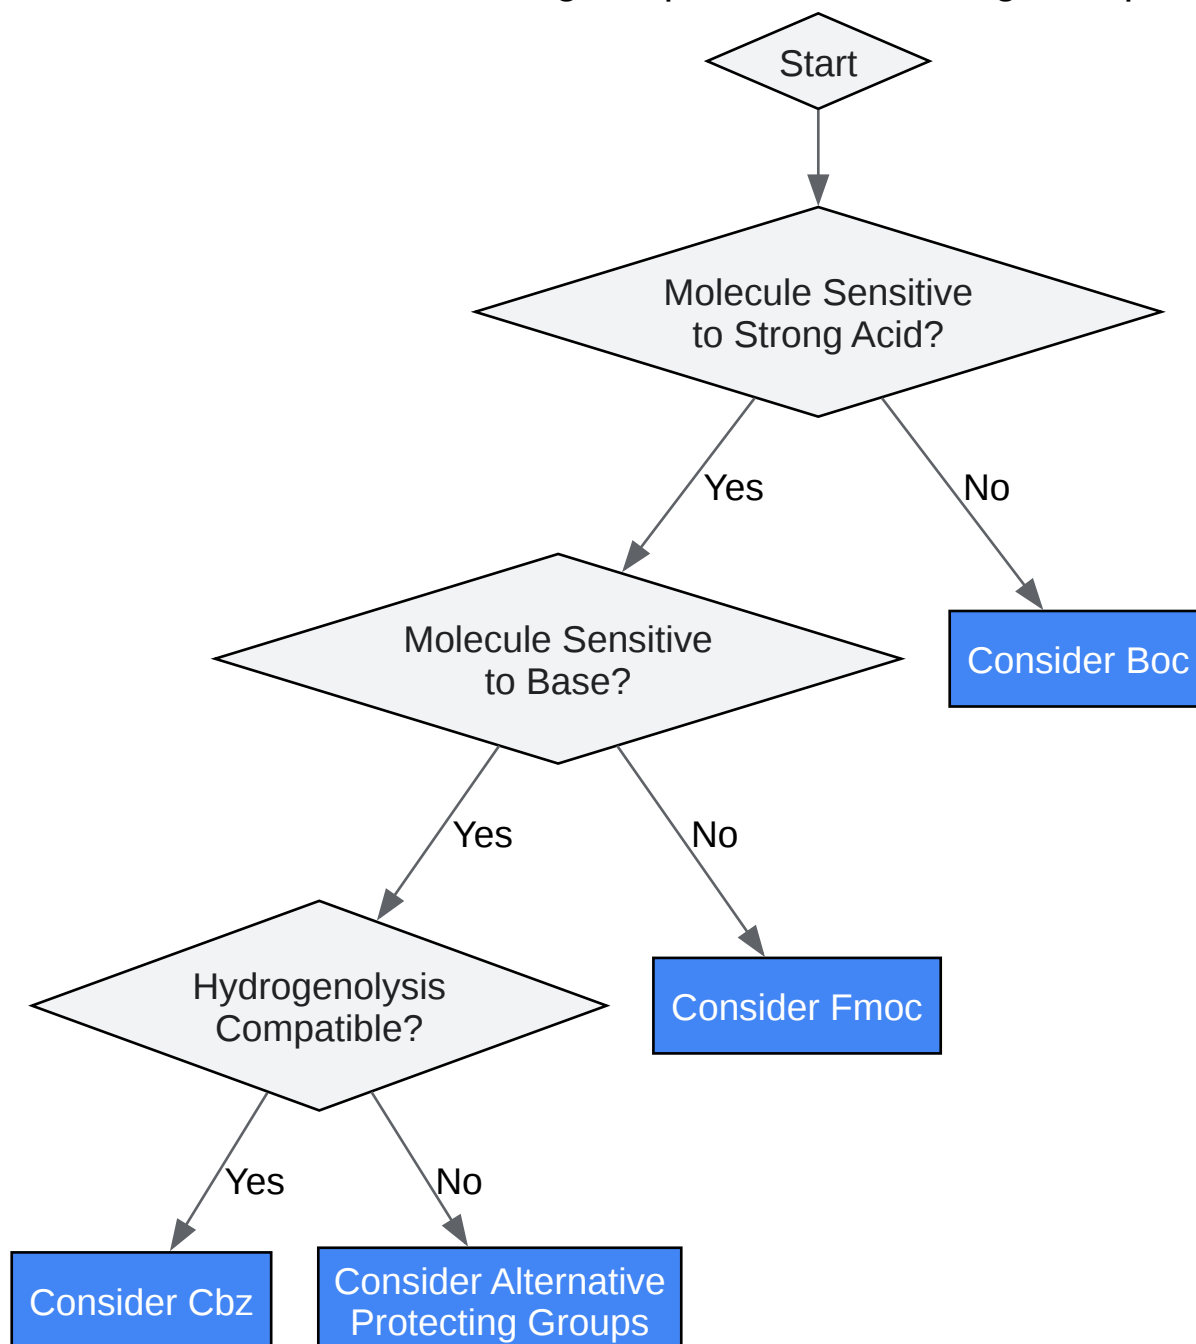 Start
Molecule Sensitive
to Strong Acid?
Yes
No
Molecule Sensitive
to Base?
Consider Boc
Yes
No
Hydrogenolysis
Compatible?
Consider Fmoc
Yes
No
Consider Cbz
Consider Alternative
Protecting Groups